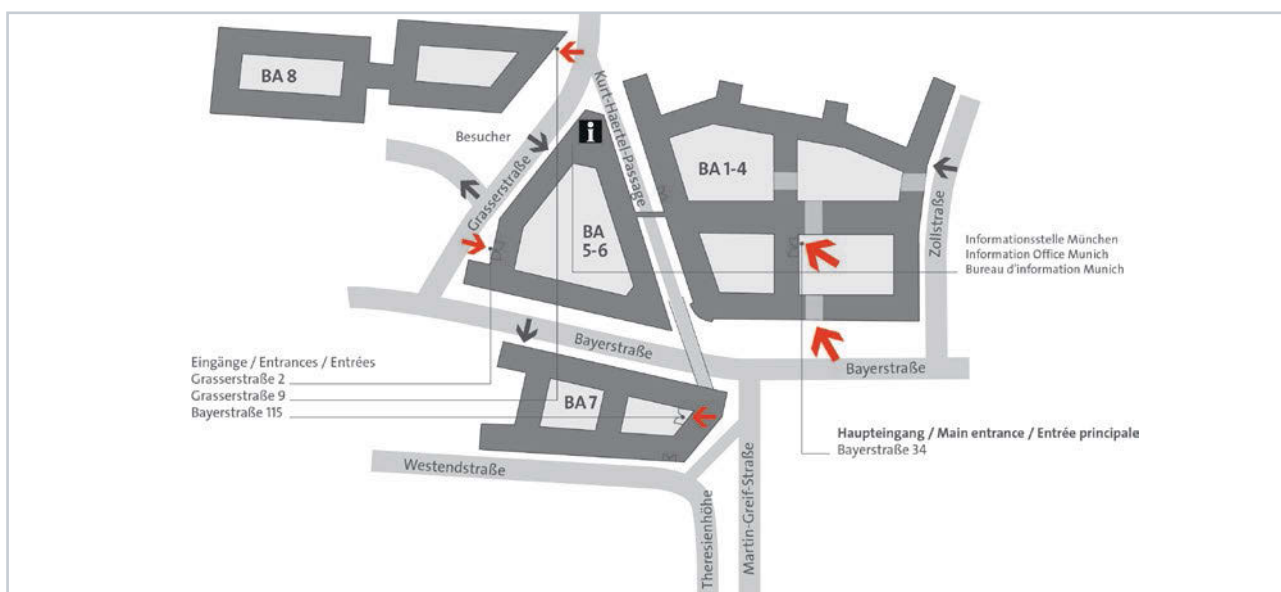 BA 8
Besucher
Grasserstraße
i
Kurt-Haertel-Passage
BA 1-4
BA
5-6
Zollstraße
Informationsstelle München
Information Office Munich
Bureau d'information Munich
Bayerstraße
Bayerstraße
Eingänge / Entrances / Entrées
Grasserstraße 2
Grasserstraße 9
Bayerstraße 115
BA 7
Haupteingang / Main entrance / Entrée principale
Bayerstraße 34
Westendstraße
Theresienhöhe
Martin-Greif-Straße